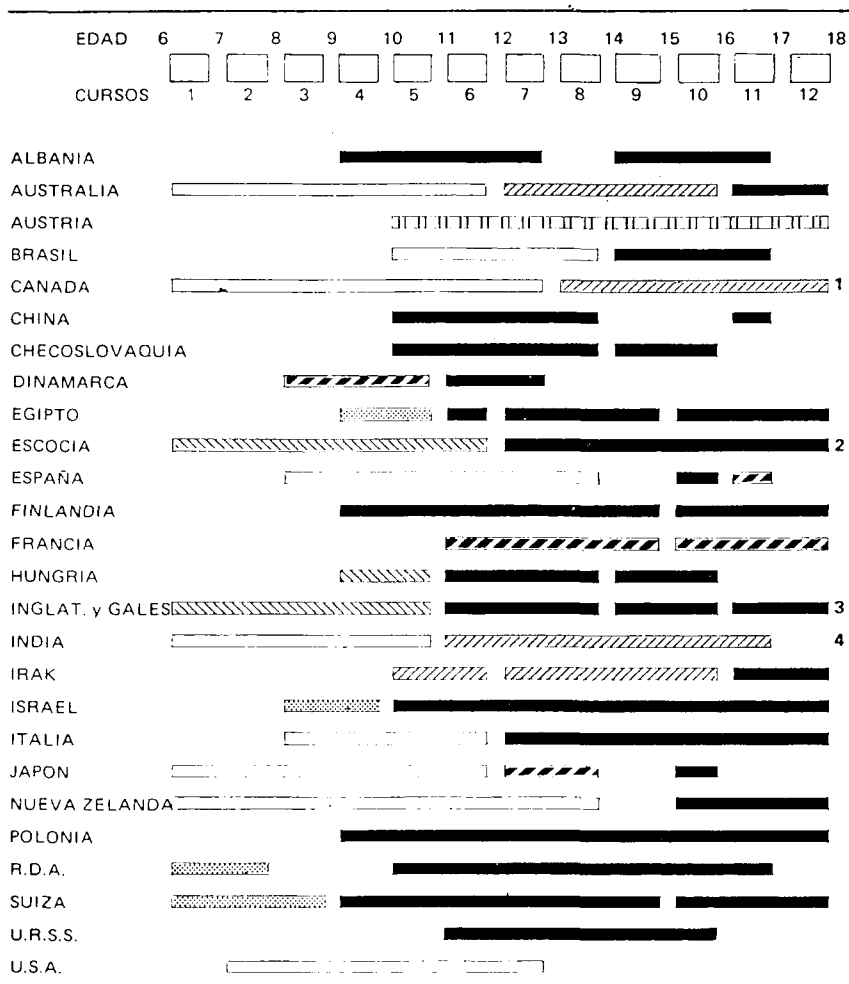 EDAD 6 7 8 9 10 11 12 13 14 15 16 17 18
CURSOS 1 2 3 4 5 6 7 8 9 10 11 12
ALBANIA
AUSTRALIA
AUSTRIA
BRASIL
CANADA 1
CHINA
CHECOSLOVAQUIA
DINAMARCA
EGIPTO
ESCOCIA 2
ESPAÑA
FINLANDIA
FRANCIA
HUNGRIA
INGLAT. y GALES 3
INDIA 4
IRAK
ISRAEL
ITALIA
JAPON
NUEVA ZELANDA
POLONIA
R.D.A.
SUIZA
U.R.S.S.
U.S.A.